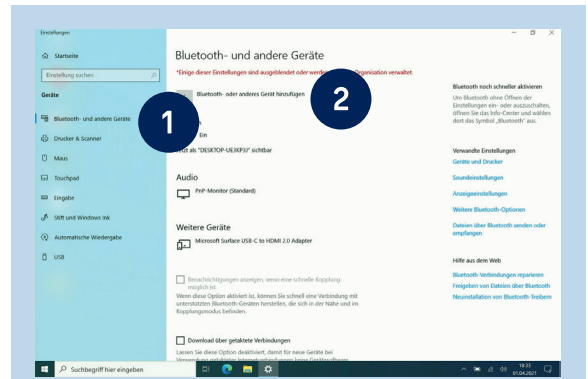 Einstellungen
Startseite
Einstellung suchen
Geräte
Bluetooth- und andere Geräte
Drucker & Scanner
Maus
Touchpad
Eingabe
Stift und Windows Ink
Automatische Wiedergabe
USB
1
Bluetooth- und andere Geräte
*Einige dieser Einstellungen sind ausgeblendet oder Organisation verwaltet.
Bluetooth- oder anderes Gerät hinzufügen
2
Ein
als "DESKTOP-UE3KP3J" sichtbar
Audio
PnP-Monitor (Standard)
Weitere Geräte
Microsoft Surface USB-C to HDMI 2.0 Adapter
Benachrichtigungen anzeigen, wenn eine schnelle Kopplung
möglich ist
Wenn diese Option aktiviert ist, können Sie schnell eine Verbindung mit
unterstützten Bluetooth-Geräten herstellen, die sich in der Nähe und im
Kopplungsmodus befinden.
Download über getaktete Verbindungen
Lassen Sie diese Option deaktiviert, damit für neue Geräte bei
Bluetooth noch schneller aktivieren
Um Bluetooth ohne Öffnen der
Einstellungen ein- oder auszuschalten,
öffnen Sie das Info-Center und wählen
dort das Symbol „Bluetooth" aus.
Verwandte Einstellungen
Geräte und Drucker
Soundeinstellungen
Anzeigeeinstellungen
Weitere Bluetooth-Optionen
Dateien über Bluetooth senden oder
empfangen
Hilfe aus dem Web
Bluetooth-Verbindungen reparieren
Freigeben von Dateien über Bluetooth
Neuinstallation von Bluetooth-Treibern
Suchbegriff hier eingeben
18:33
01.04.2021